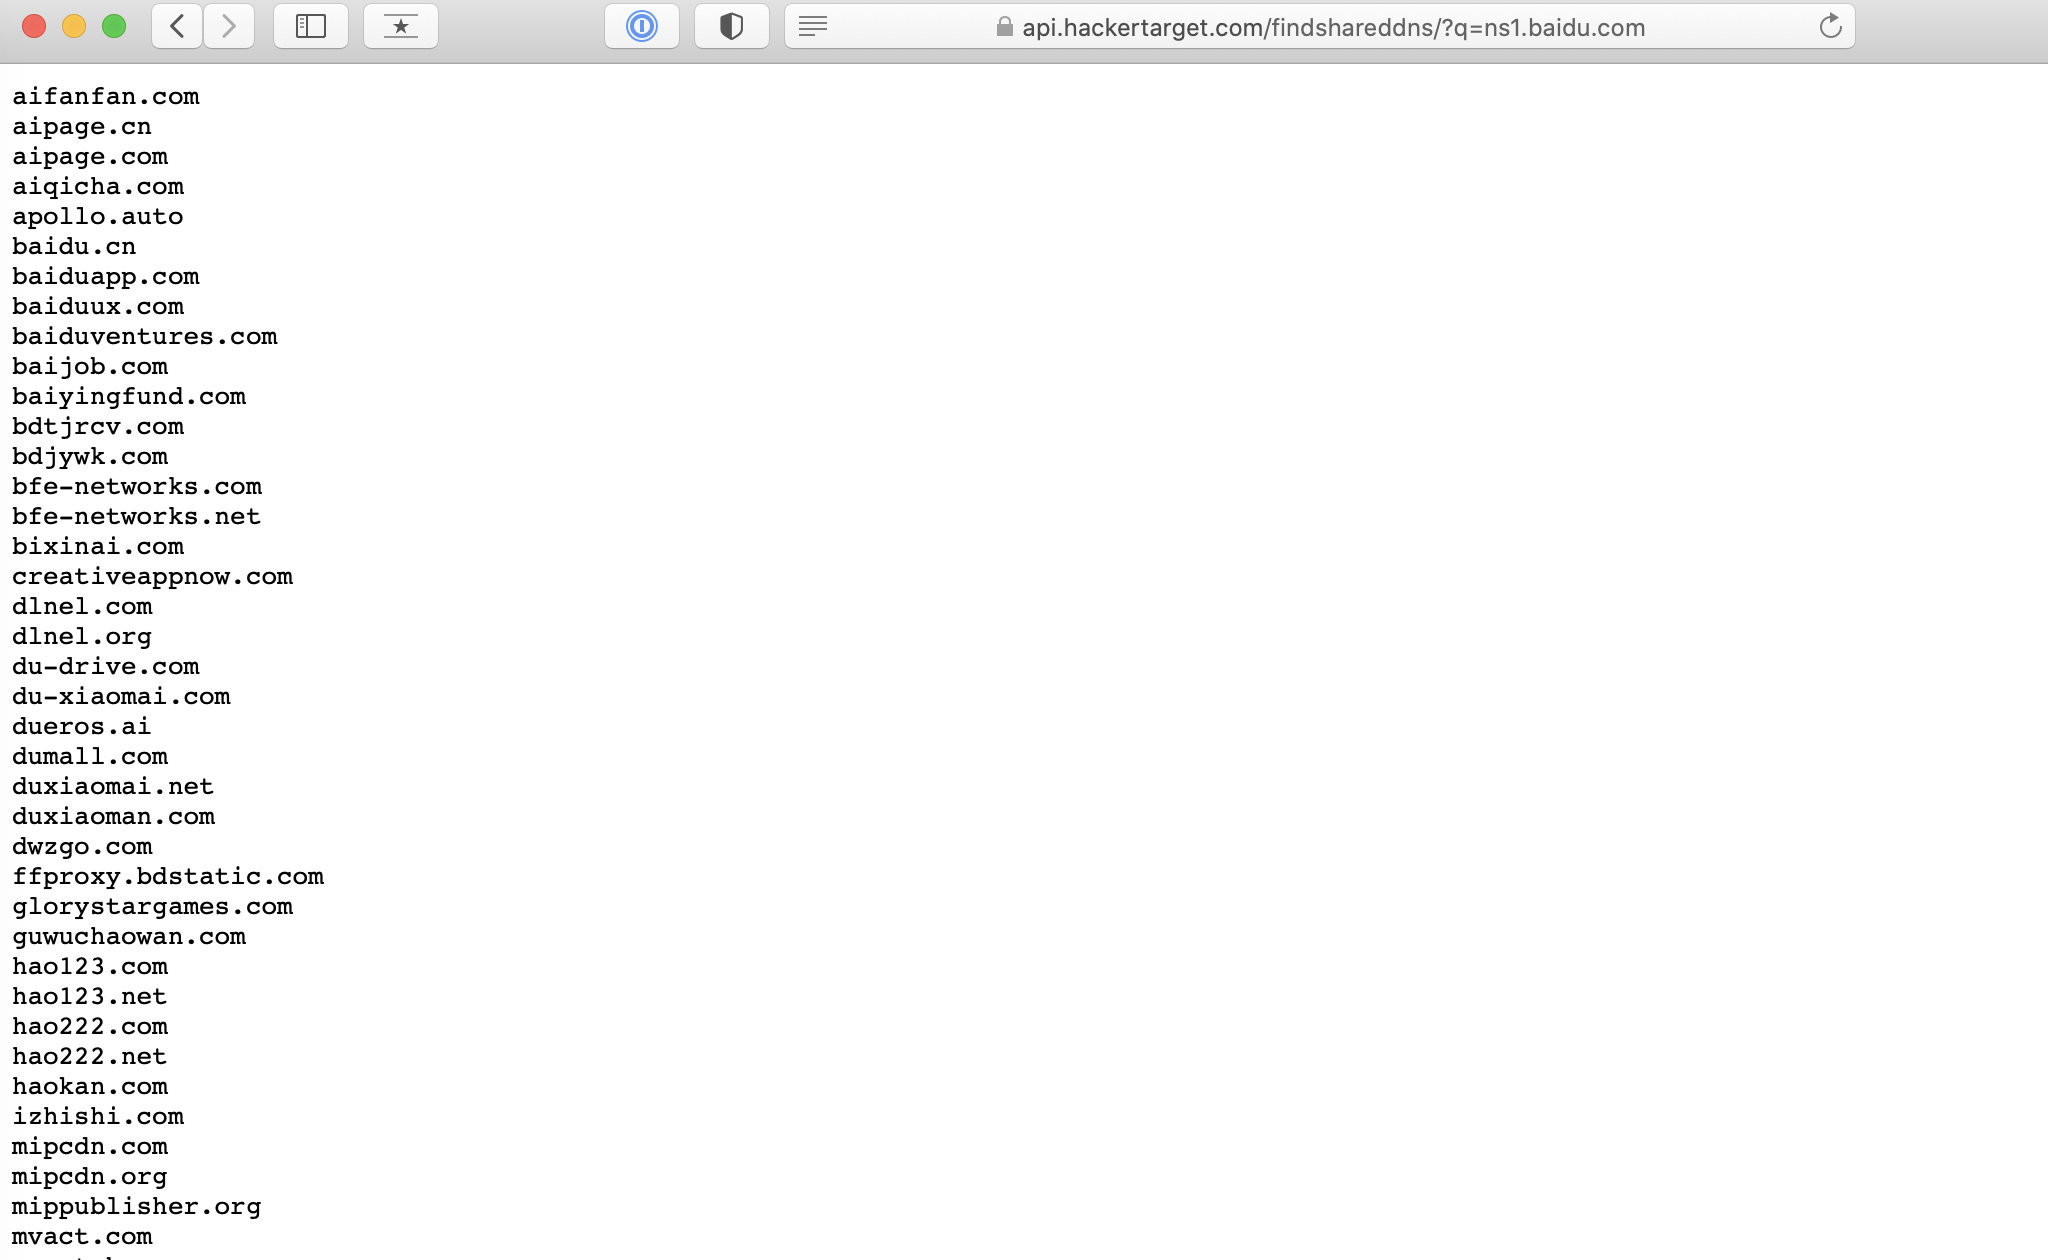 api.hackertarget.com/findshareddns/?q=ns1.baidu.com
aifanfan.com
aipage.cn
aipage.com
aiqicha.com
apollo.auto
baidu.cn
baiduapp.com
baiduux.com
baiduventures.com
baijob.com
baiyingfund.com
bdtjrcv.com
bdjywk.com
bfe-networks.com
bfe-networks.net
bixinai.com
creativeappnow.com
dlnel.com
dlnel.org
du-drive.com
du-xiaomai.com
dueros.ai
dumall.com
duxiaomai.net
duxiaoman.com
dwzgo.com
ffproxy.bdstatic.com
glorystargames.com
guwuchaowan.com
hao123.com
hao123.net
hao222.com
hao222.net
haokan.com
izhishi.com
mipcdn.com
mipcdn.org
mippublisher.org
mvact.com